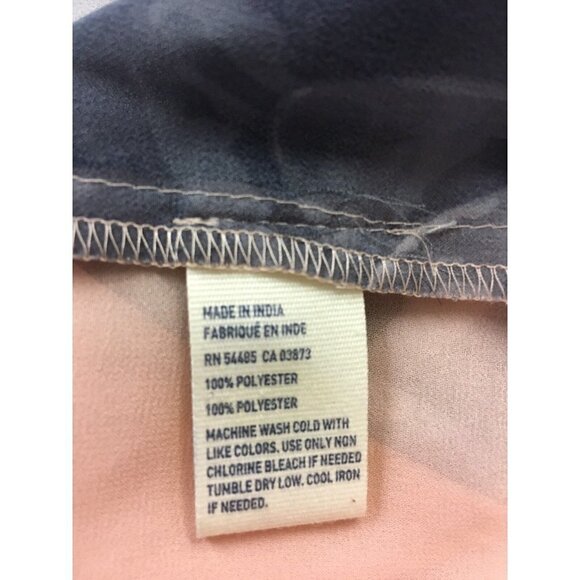 MADE IN INDIA
FABRIQUÉ EN INDE
RN 54485 CA 03873
100% POLYESTER
100% POLYESTER
MACHINE WASH COLD WITH
LIKE COLORS. USE ONLY NON
CHLORINE BLEACH IF NEEDED
TUMBLE DRY LOW. COOL IRON
IF NEEDED.